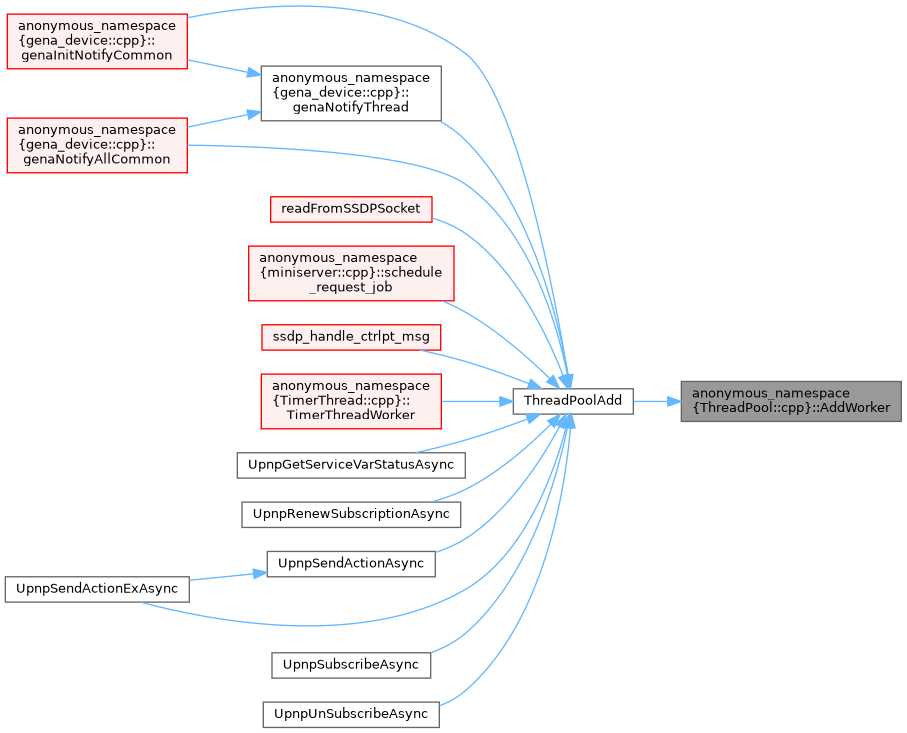 anonymous_namespace
{gena_device::cpp}::
genaInitNotifyCommon
anonymous_namespace
{gena_device::cpp}::
genaNotifyThread
anonymous_namespace
{gena_device::cpp}::
genaNotifyAllCommon
readFromSSDPSocket
anonymous_namespace
{miniserver::cpp}::schedule
_request_job
ssdp_handle_ctrlpt_msg
anonymous_namespace
{TimerThread::cpp}::
TimerThreadWorker
ThreadPoolAdd
anonymous_namespace
{ThreadPool::cpp}::AddWorker
UpnpGetServiceVarStatusAsync
UpnpRenewSubscriptionAsync
UpnpSendActionAsync
UpnpSendActionExAsync
UpnpSubscribeAsync
UpnpUnSubscribeAsync